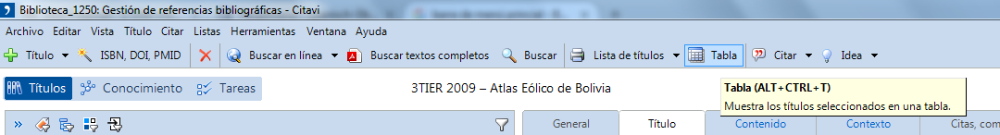 Biblioteca_1250: Gestión de referencias bibliográficas - Citavi
Archivo Editar Vista Título Citar Listas Herramientas Ventana Ayuda
Título ISBN, DOI, PMID Buscar en línea Buscar textos completos Buscar Lista de títulos Tabla Citar Idea
Títulos Conocimiento Tareas 3TIER 2009 – Atlas Eólico de Bolivia
Tabla (ALT+CTRL+T)
Muestra los títulos seleccionados en una tabla.
General Título Contenido Contexto Citas, com